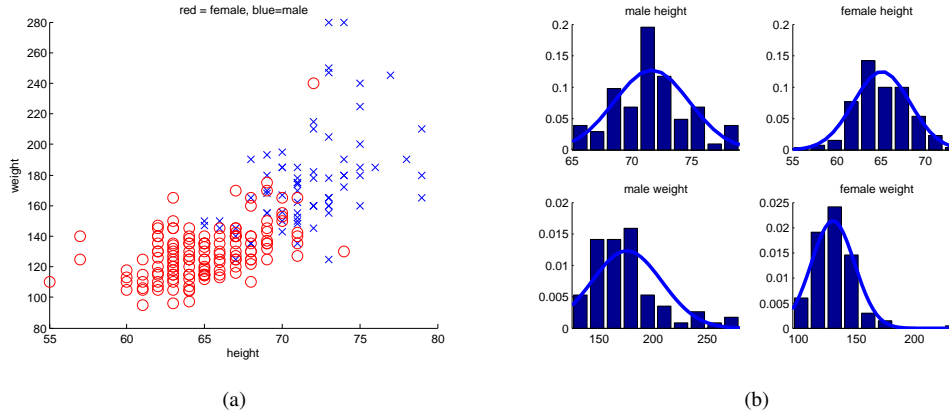 red = female, blue=male
280
260
240
220
200
180
160
140
120
100
80
weight
55 60 65 70 75 80
height
(a)
male height
0.2
0.15
0.1
0.05
0
65 70 75
female height
0.2
0.15
0.1
0.05
0
55 60 65 70
male weight
0.02
0.015
0.01
0.005
0
150 200 250
female weight
0.025
0.02
0.015
0.01
0.005
0
100 150 200
(b)